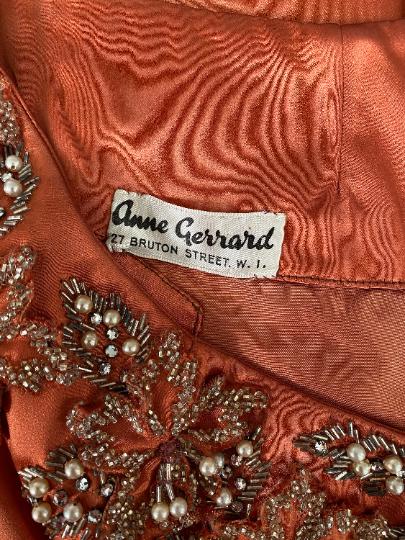 Anne Gerrard
27 BRUTON STREET. W. 1.